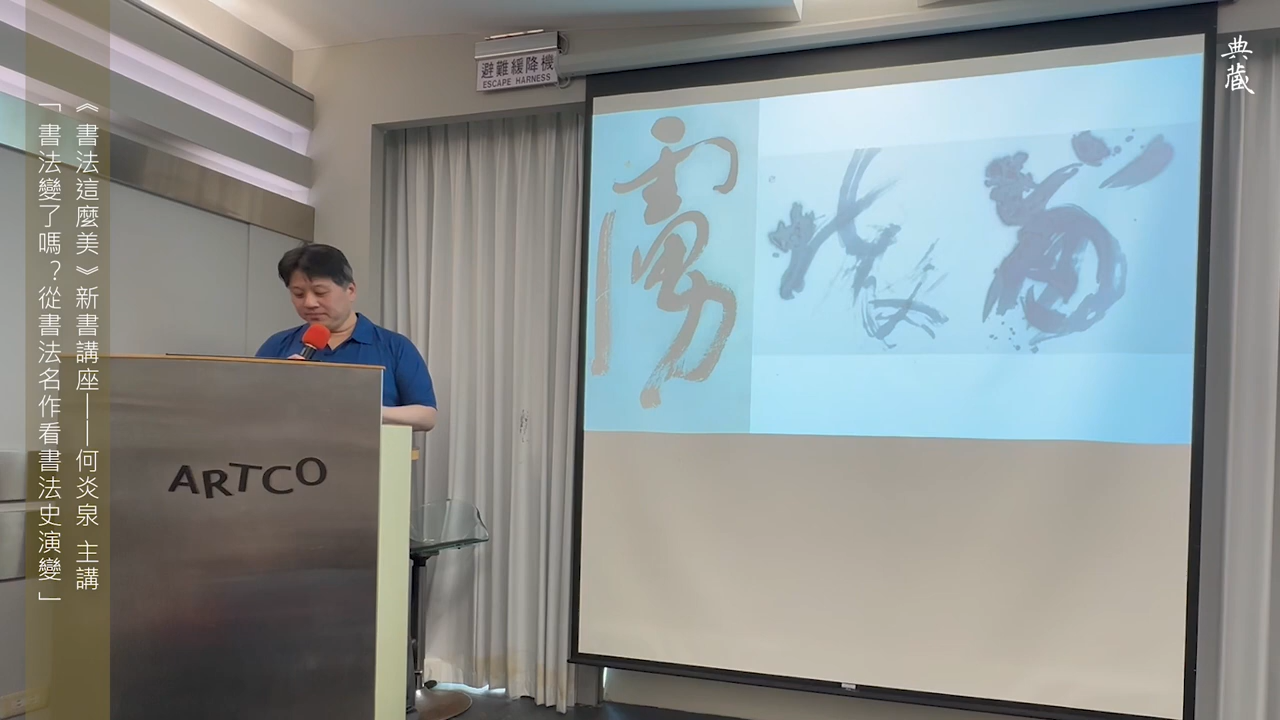 《書法這麼美》新書講座——何炎泉 主講
「書法變了嗎？從書法名作看書法史演變」
避難緩降機
ESCAPE HARNESS
典藏
ARTCO